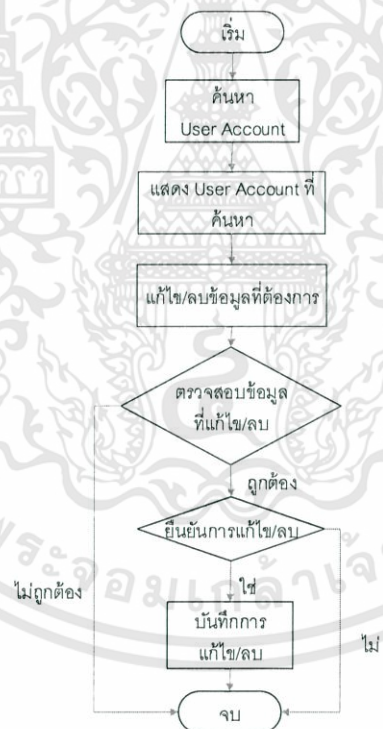 เริ่ม
ค้นหา
User Account
แสดง User Account ที่
ค้นหา
แก้ไข/ลบข้อมูลที่ต้องการ
ตรวจสอบข้อมูล
ที่แก้ไข/ลบ
ถูกต้อง
ยืนยันการแก้ไข/ลบ
ไม่ถูกต้อง
ใช่
บันทึกการ
แก้ไข/ลบ
ไม่
จบ